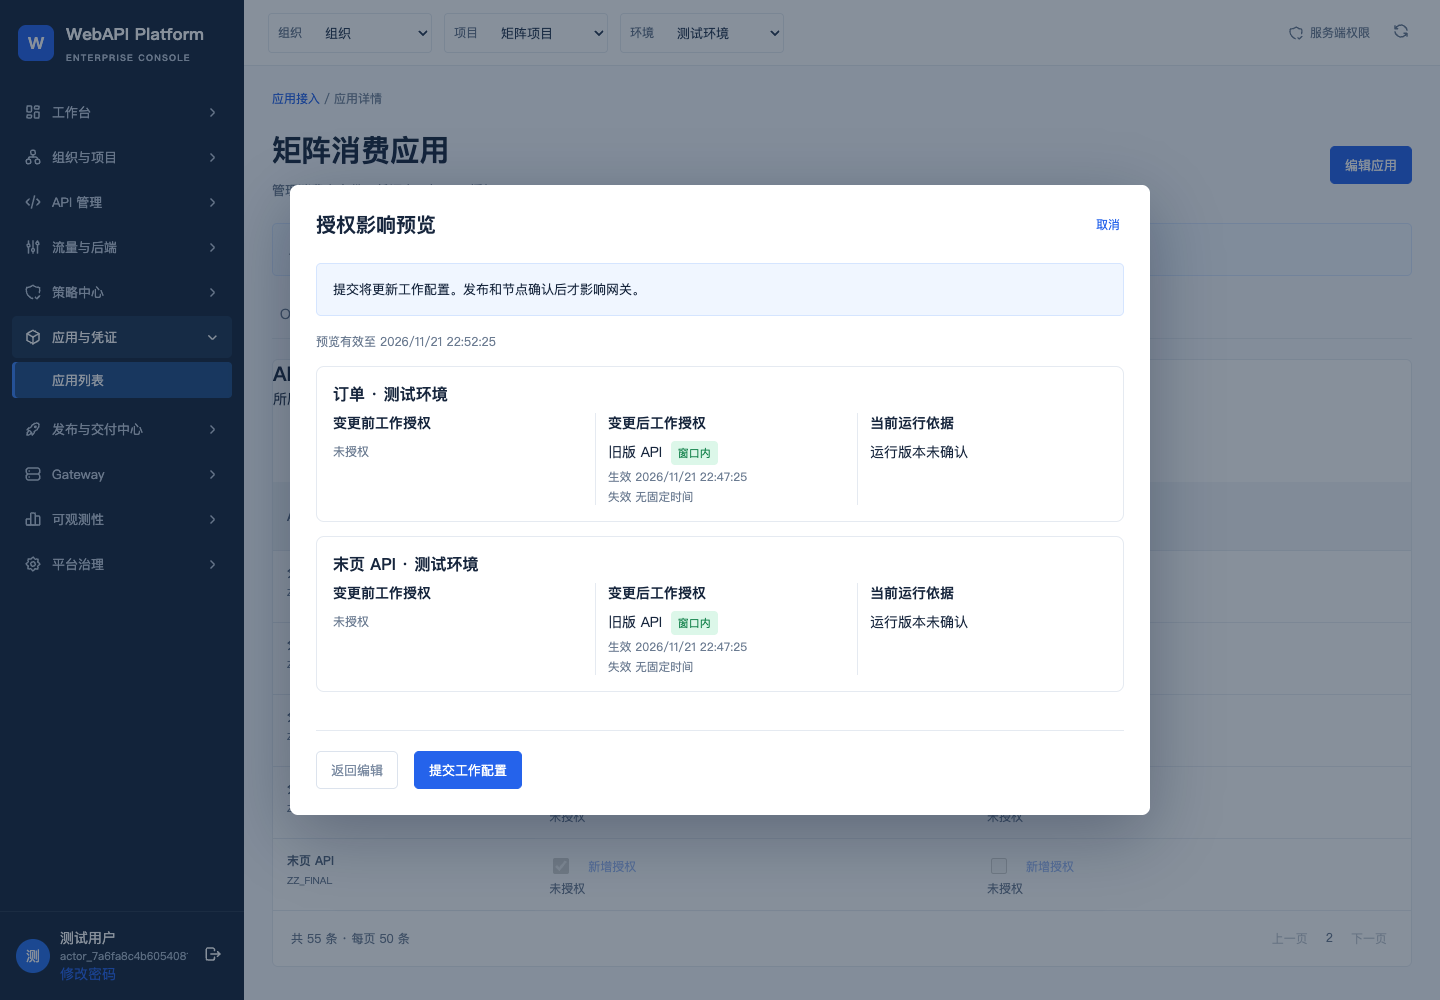 W
WebAPI Platform
ENTERPRISE CONSOLE
工作台
组织与项目
API 管理
流量与后端
策略中心
应用与凭证
应用列表
发布与交付中心
Gateway
可观测性
平台治理
测
测试用户
actor_7a6fa8c4b605408
修改密码
组织 组织
项目 矩阵项目
环境 测试环境
服务端权限
应用接入 / 应用详情
矩阵消费应用
编辑应用
授权影响预览
取消
提交将更新工作配置。发布和节点确认后才影响网关。
预览有效至 2026/11/21 22:52:25
订单 · 测试环境
变更前工作授权
未授权
变更后工作授权
旧版 API 窗口内
生效 2026/11/21 22:47:25
失效 无固定时间
当前运行依据
运行版本未确认
末页 API · 测试环境
变更前工作授权
未授权
变更后工作授权
旧版 API 窗口内
生效 2026/11/21 22:47:25
失效 无固定时间
当前运行依据
运行版本未确认
返回编辑
提交工作配置
未授权 未授权
末页 API
ZZ_FINAL
新增授权
未授权
新增授权
未授权
共 55 条 · 每页 50 条
上一页 2 下一页